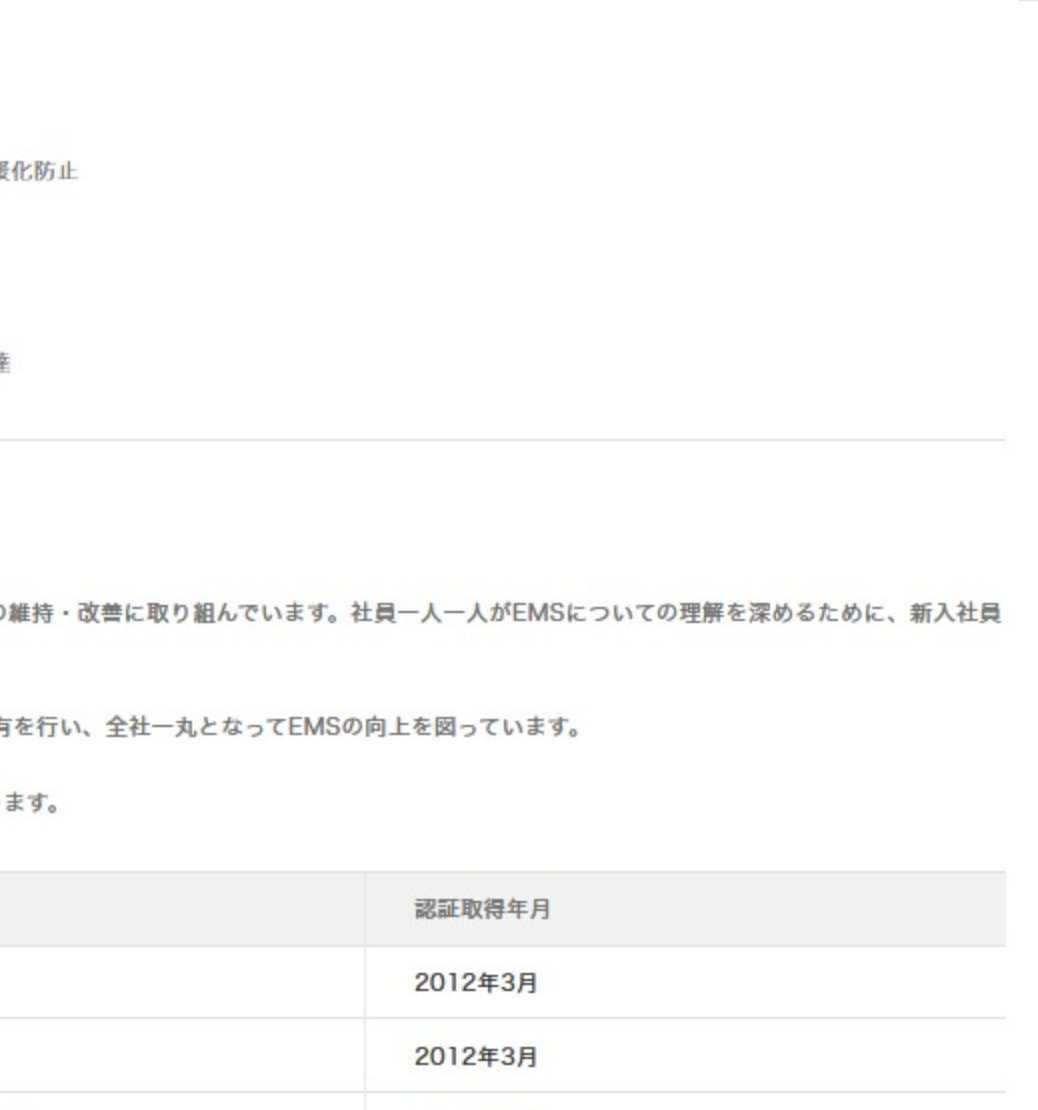 化防止
維持・改善に取り組んでいます。社員一人一人がEMSについての理解を深めるために、新入社員
有を行い、全社一丸となってEMSの向上を図っています。
ます。
認証取得年月
2012年3月
2012年3月